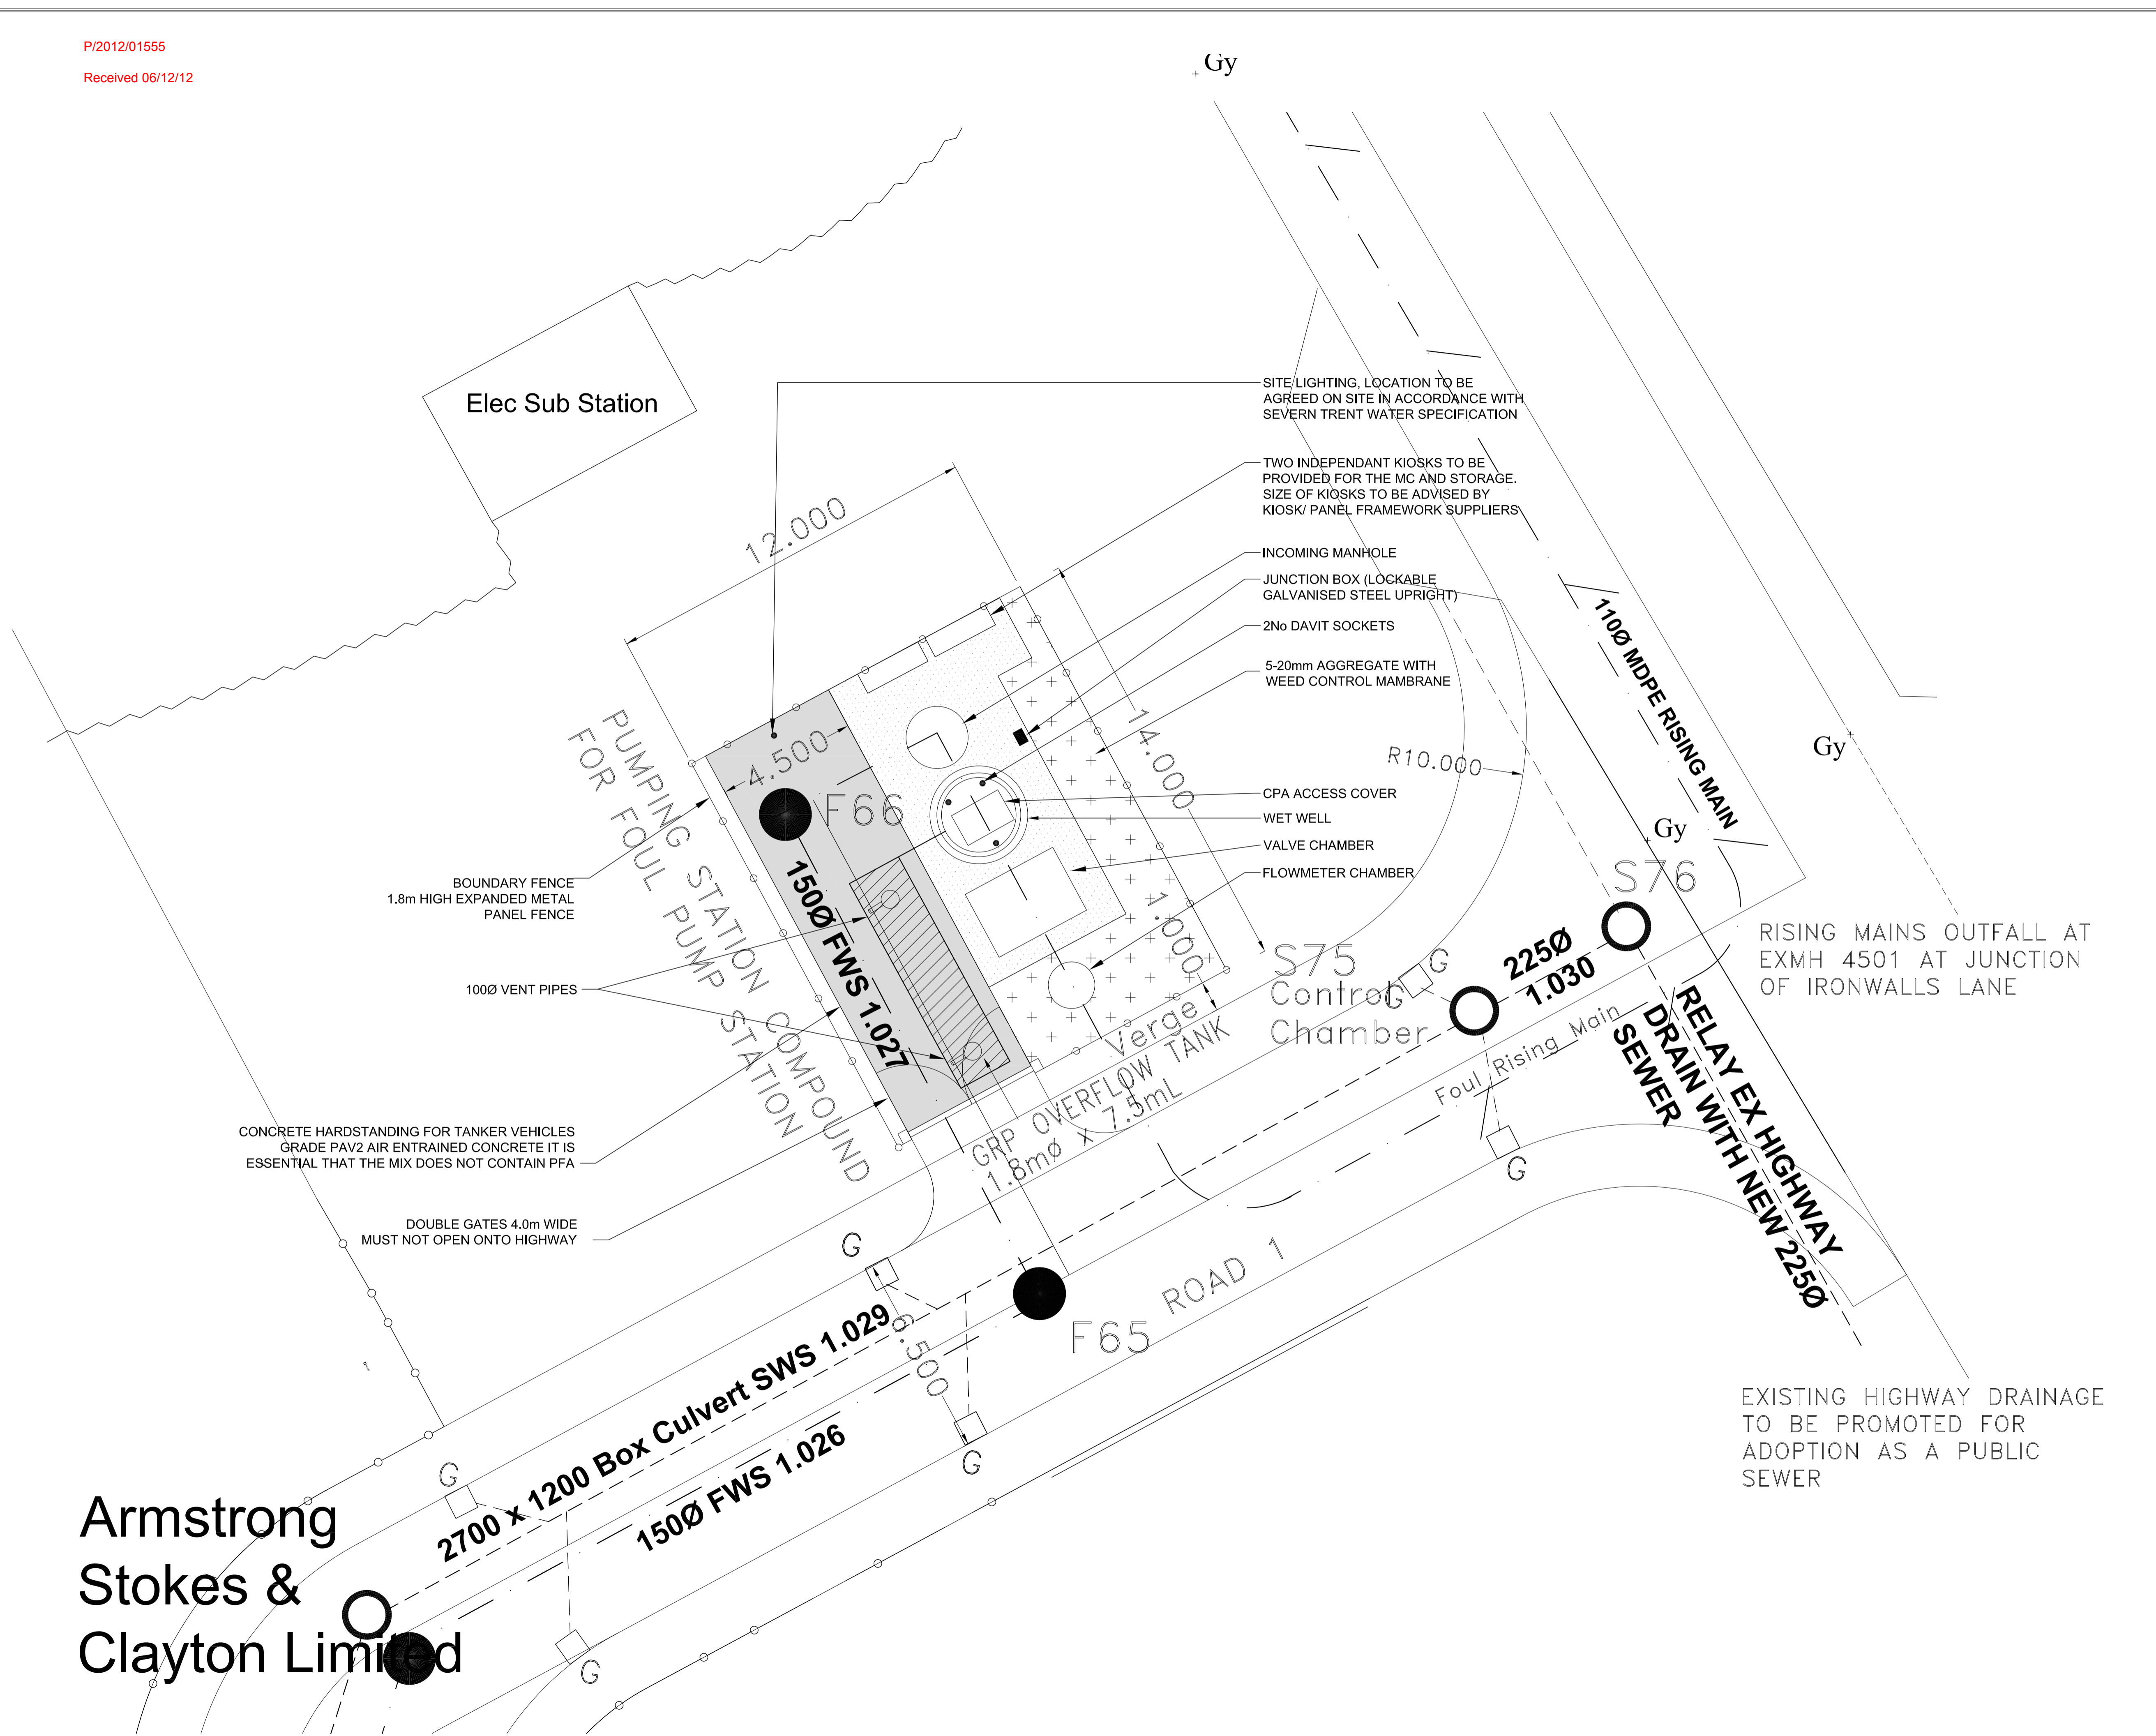 P/2012/01555
Received 06/12/12
Gy
Elec Sub Station
SITE LIGHTING, LOCATION TO BE
AGREED ON SITE IN ACCORDANCE WITH
SEVERN TRENT WATER SPECIFICATION
TWO INDEPENDANT KIOSKS TO BE
PROVIDED FOR THE MC AND STORAGE.
SIZE OF KIOSKS TO BE ADVISED BY
KIOSK/ PANEL FRAMEWORK SUPPLIERS
INCOMING MANHOLE
JUNCTION BOX (LOCKABLE
GALVANISED STEEL UPRIGHT)
2No DAVIT SOCKETS
5-20mm AGGREGATE WITH
WEED CONTROL MAMBRANE
CPA ACCESS COVER
WET WELL
VALVE CHAMBER
FLOWMETER CHAMBER
12.000
14.000
4.500
1.000
R10.000
110Ø MDPE RISING MAIN
Gy
Gy
F66
150Ø FWS 1.027
PUMPING STATION COMPOUND
FOR FOUL PUMP STATION
BOUNDARY FENCE
1.8m HIGH EXPANDED METAL
PANEL FENCE
100Ø VENT PIPES
CONCRETE HARDSTANDING FOR TANKER VEHICLES
GRADE PAV2 AIR ENTRAINED CONCRETE IT IS
ESSENTIAL THAT THE MIX DOES NOT CONTAIN PFA
DOUBLE GATES 4.0m WIDE
MUST NOT OPEN ONTO HIGHWAY
Verge
GRP OVERFLOW TANK
1.8mø x 7.5mL
S75
Control
Chamber
G
G
S76
225Ø
1.030
Foul Rising Main
RISING MAINS OUTFALL AT
EXMH 4501 AT JUNCTION
OF IRONWALLS LANE
RELAY EX HIGHWAY
DRAIN WITH NEW 225Ø
SEWER
G
G
6.500
ROAD 1
F65
G
G
G
2700 x 1200 Box Culvert SWS 1.029
150Ø FWS 1.026
EXISTING HIGHWAY DRAINAGE
TO BE PROMOTED FOR
ADOPTION AS A PUBLIC
SEWER
Armstrong
Stokes &
Clayton Limited